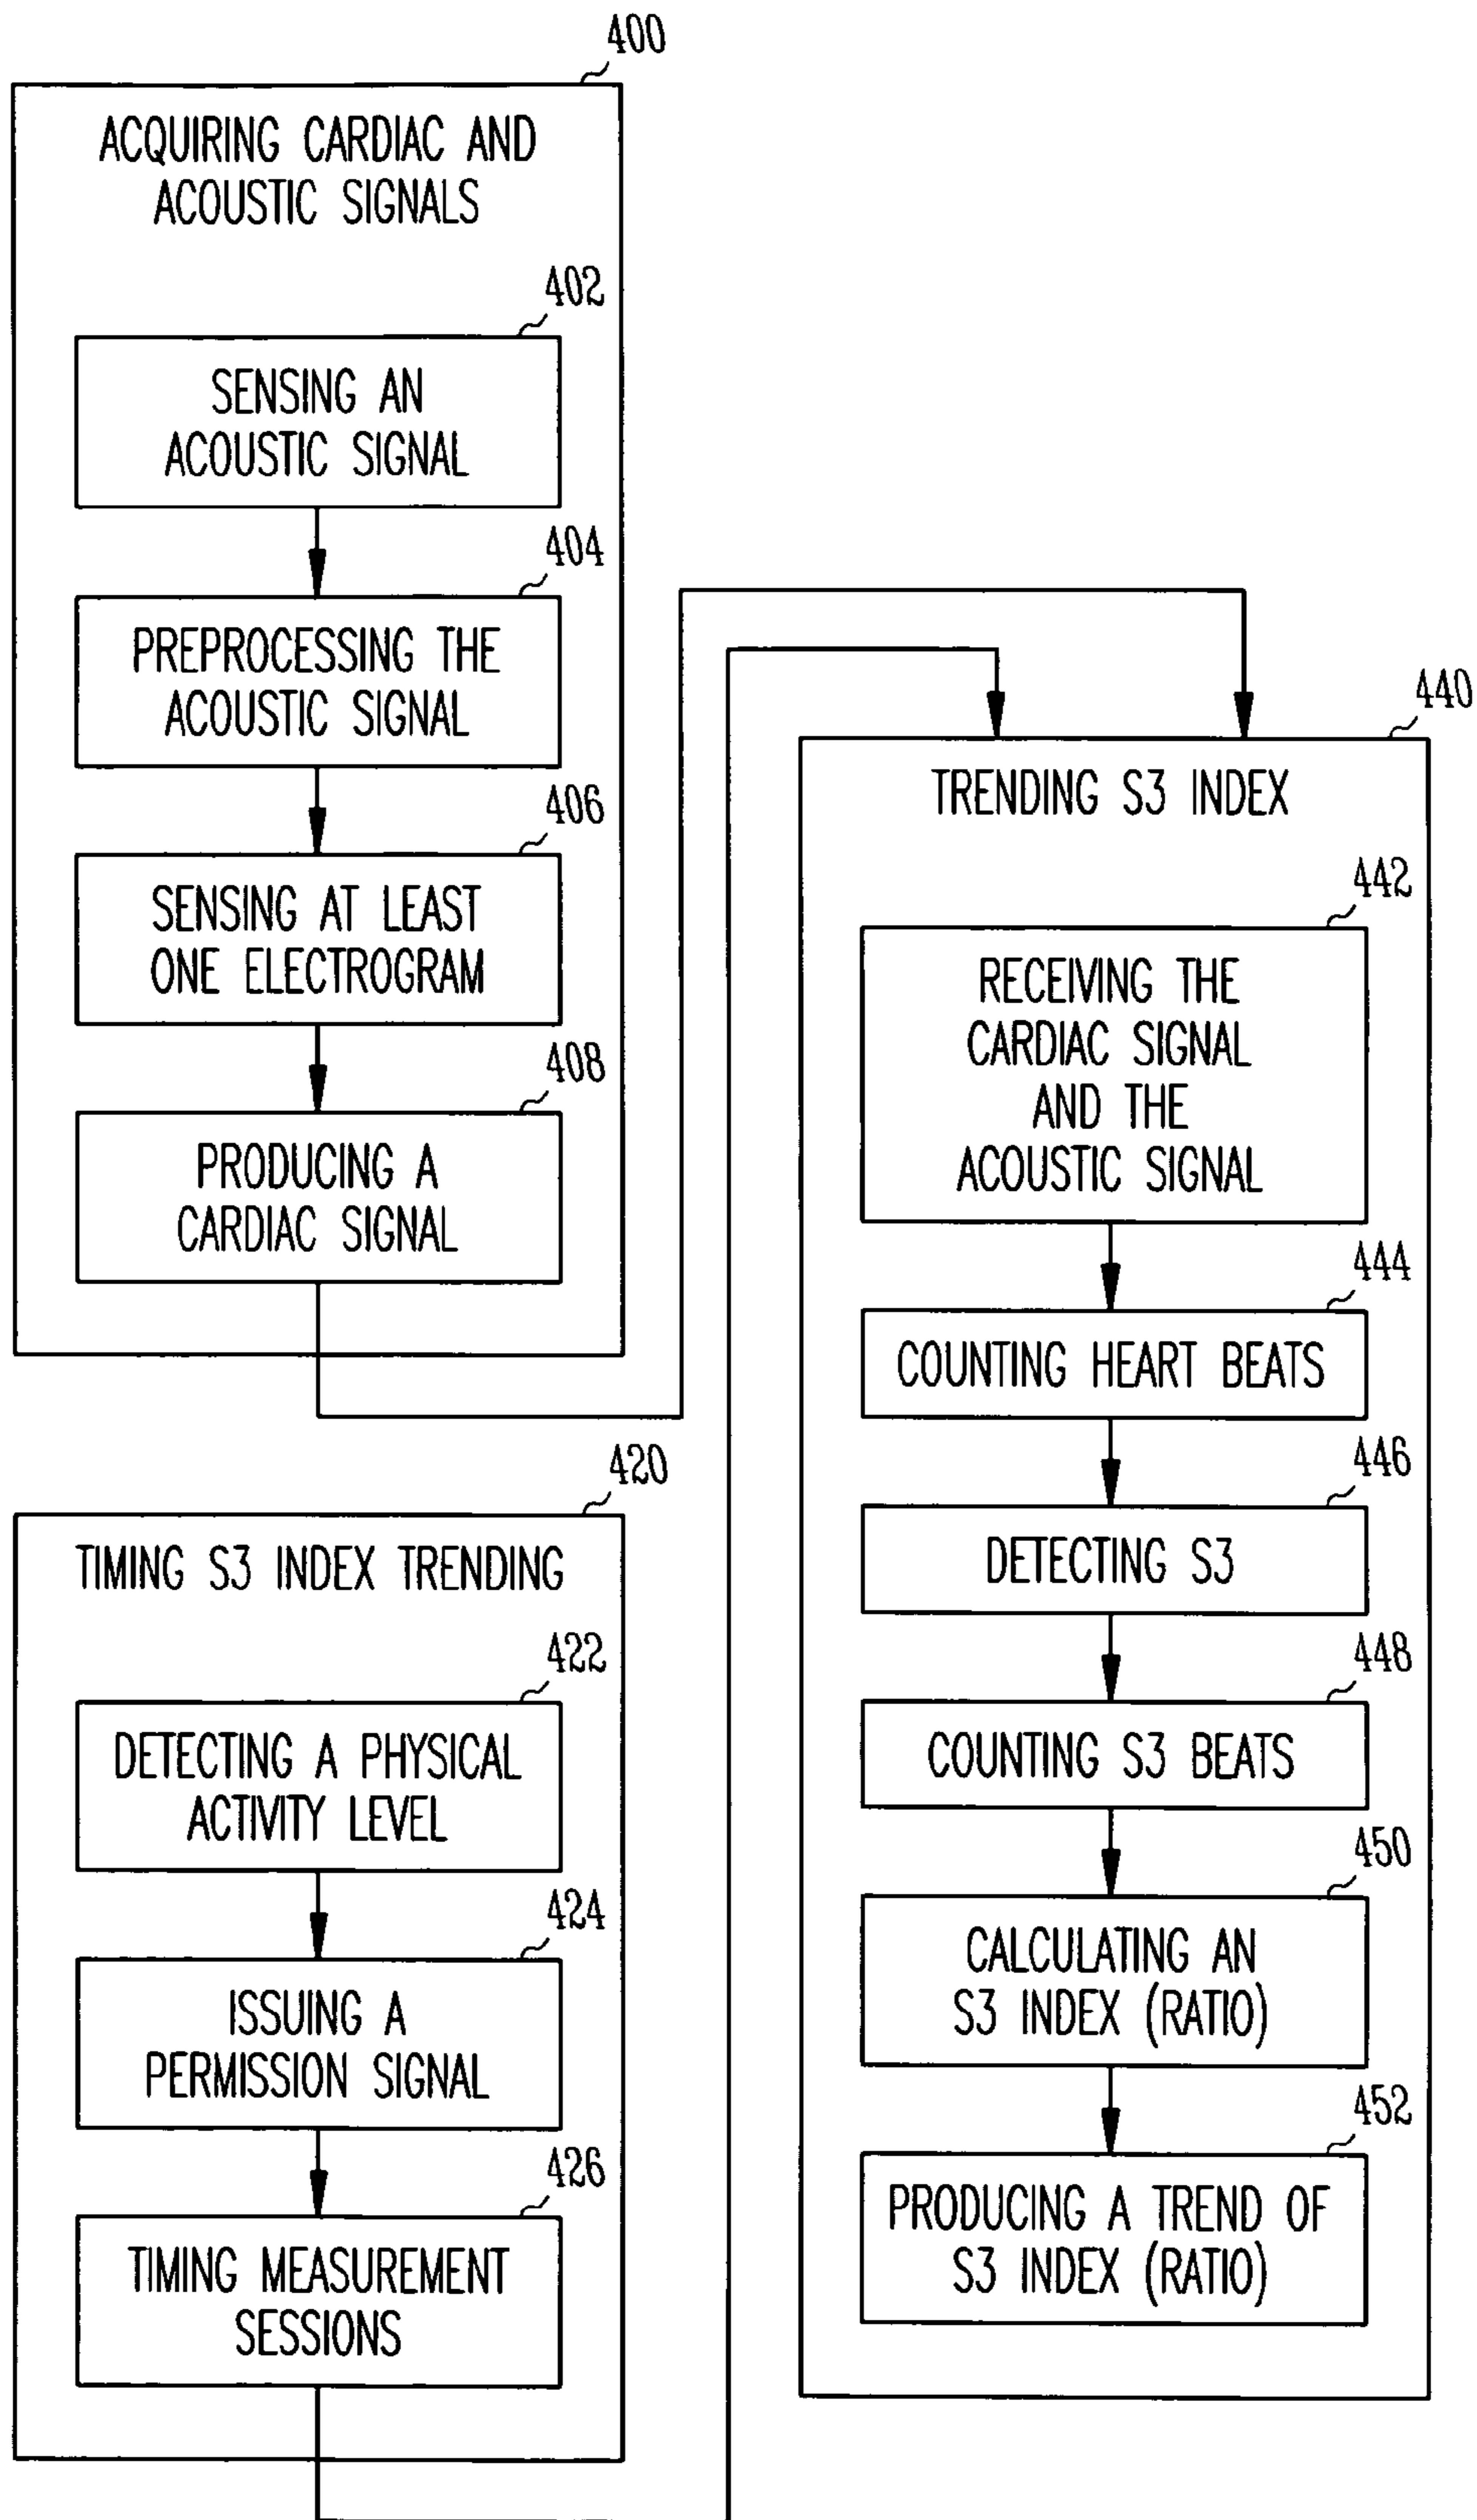 400
ACQUIRING CARDIAC AND
ACOUSTIC SIGNALS
402
SENSING AN
ACOUSTIC SIGNAL
404
PREPROCESSING THE
ACOUSTIC SIGNAL
406
SENSING AT LEAST
ONE ELECTROGRAM
408
PRODUCING A
CARDIAC SIGNAL
420
TIMING S3 INDEX TRENDING
422
DETECTING A PHYSICAL
ACTIVITY LEVEL
424
ISSUING A
PERMISSION SIGNAL
426
TIMING MEASUREMENT
SESSIONS
440
TRENDING S3 INDEX
442
RECEIVING THE
CARDIAC SIGNAL
AND THE
ACOUSTIC SIGNAL
444
COUNTING HEART BEATS
446
DETECTING S3
448
COUNTING S3 BEATS
450
CALCULATING AN
S3 INDEX (RATIO)
452
PRODUCING A TREND OF
S3 INDEX (RATIO)